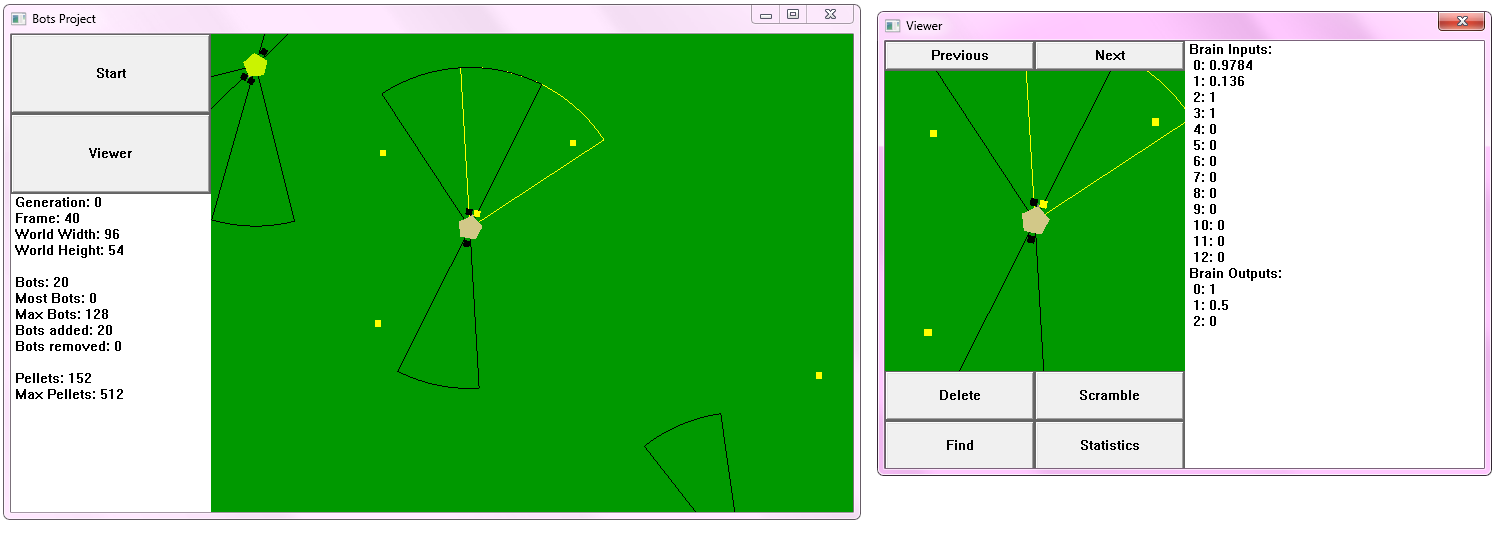 Bots Project
Start
Viewer
Generation: 0
Frame: 40
World Width: 96
World Height: 54
Bots: 20
Most Bots: 0
Max Bots: 128
Bots added: 20
Bots removed: 0
Pellets: 152
Max Pellets: 512
Viewer
Previous Next
Delete Scramble
Find Statistics
Brain Inputs:
0: 0.9784
1: 0.136
2: 1
3: 1
4: 0
5: 0
6: 0
7: 0
8: 0
9: 0
10: 0
11: 0
12: 0
Brain Outputs:
0: 1
1: 0.5
2: 0